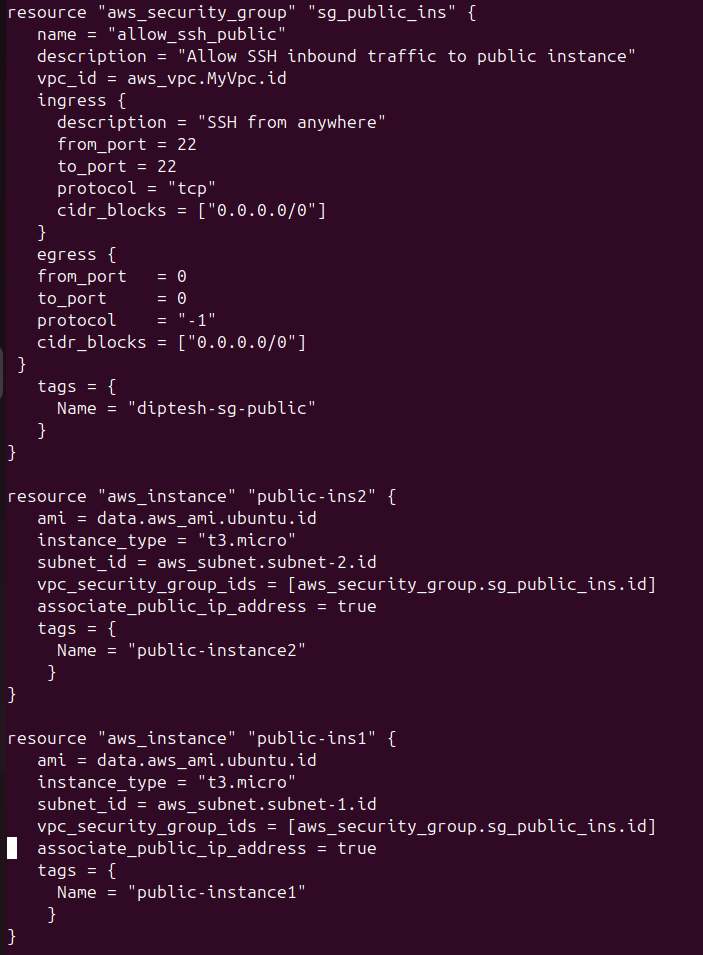 resource "aws_security_group" "sg_public_ins" {
   name = "allow_ssh_public"
   description = "Allow SSH inbound traffic to public instance"
   vpc_id = aws_vpc.MyVpc.id
   ingress {
     description = "SSH from anywhere"
     from_port = 22
     to_port = 22
     protocol = "tcp"
     cidr_blocks = ["0.0.0.0/0"]
   }
   egress {
   from_port   = 0
   to_port     = 0
   protocol    = "-1"
   cidr_blocks = ["0.0.0.0/0"]
 }
   tags = {
     Name = "diptesh-sg-public"
   }
}

resource "aws_instance" "public-ins2" {
   ami = data.aws_ami.ubuntu.id
   instance_type = "t3.micro"
   subnet_id = aws_subnet.subnet-2.id
   vpc_security_group_ids = [aws_security_group.sg_public_ins.id]
   associate_public_ip_address = true
   tags = {
     Name = "public-instance2"
    }
}

resource "aws_instance" "public-ins1" {
   ami = data.aws_ami.ubuntu.id
   instance_type = "t3.micro"
   subnet_id = aws_subnet.subnet-1.id
   vpc_security_group_ids = [aws_security_group.sg_public_ins.id]
   associate_public_ip_address = true
   tags = {
     Name = "public-instance1"
    }
}